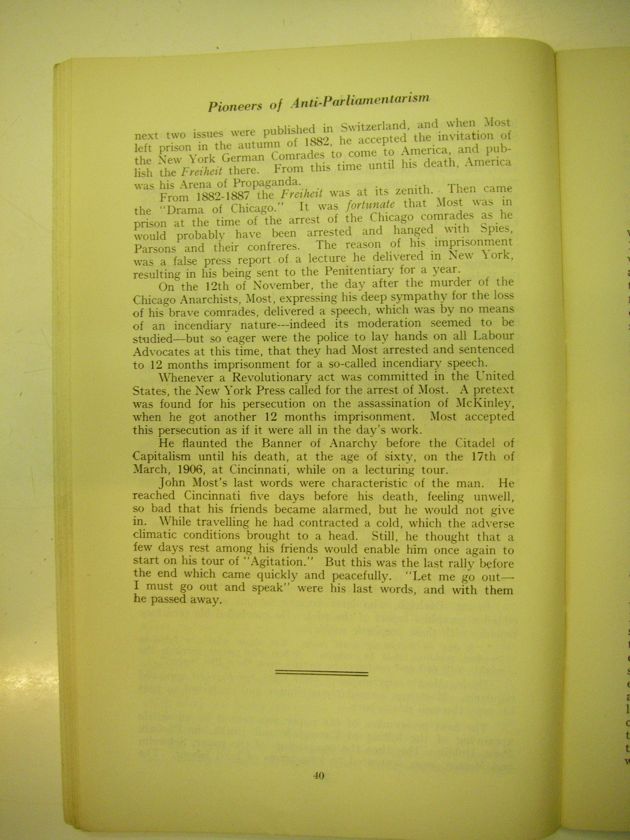 Pioneers of Anti-Parliamentarism
next two issues were published in Switzerland, and when Most
left prison in the autumn of 1882, he accepted the invitation of
the New York German Comrades to come to America, and pub-
lish the Freiheit there. From this time until his death, America
was his Arena of Propaganda.
From 1882-1887 the Freiheit was at its zenith. Then came
the "Drama of Chicago." It was fortunate that Most was in
prison at the time of the arrest of the Chicago comrades as he
would probably have been arrested and hanged with Spies,
Parsons and their confreres. The reason of his imprisonment
was a false press report of a lecture he delivered in New York,
resulting in his being sent to the Penitentiary for a year.
On the 12th of November, the day after the murder of the
Chicago Anarchists, Most, expressing his deep sympathy for the loss
of his brave comrades, delivered a speech, which was by no means
of an incendiary nature---indeed its moderation seemed to be
studied—but so eager were the police to lay hands on all Labour
Advocates at this time, that they had Most arrested and sentenced
to 12 months imprisonment for a so-called incendiary speech.
Whenever a Revolutionary act was committed in the United
States, the New York Press called for the arrest of Most. A pretext
was found for his persecution on the assassination of McKinley,
when he got another 12 months imprisonment. Most accepted
this persecution as if it were all in the day's work.
He flaunted the Banner of Anarchy before the Citadel of
Capitalism until his death, at the age of sixty, on the 17th of
March, 1906, at Cincinnati, while on a lecturing tour.
John Most's last words were characteristic of the man. He
reached Cincinnati five days before his death, feeling unwell,
so bad that his friends became alarmed, but he would not give
in. While travelling he had contracted a cold, which the adverse
climatic conditions brought to a head. Still, he thought that a
few days rest among his friends would enable him once again to
start on his tour of "Agitation." But this was the last rally before
the end which came quickly and peacefully. "Let me go out—
I must go out and speak" were his last words, and with them
he passed away.
40